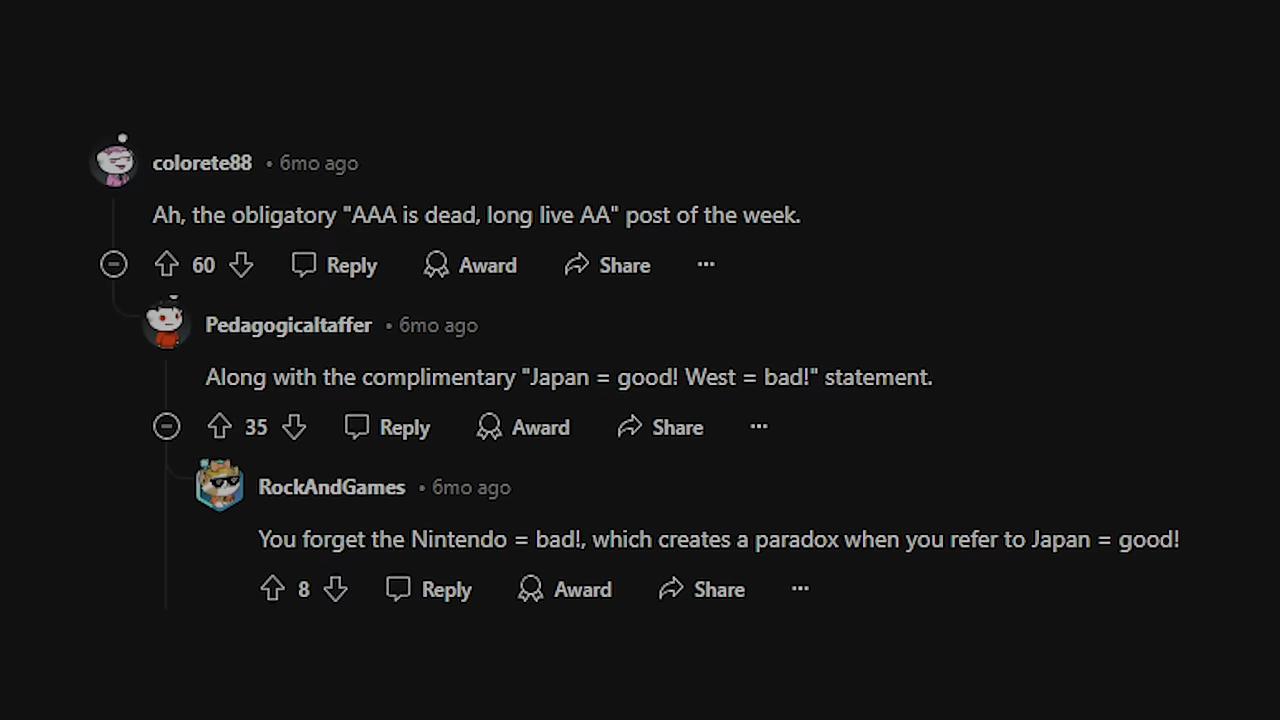 colorete88 • 6mo ago
Ah, the obligatory "AAA is dead, long live AA" post of the week.
60 Reply Award Share ···
Pedagogicaltaffer • 6mo ago
Along with the complimentary "Japan = good! West = bad!" statement.
35 Reply Award Share ···
RockAndGames • 6mo ago
You forget the Nintendo = bad!, which creates a paradox when you refer to Japan = good!
8 Reply Award Share ···